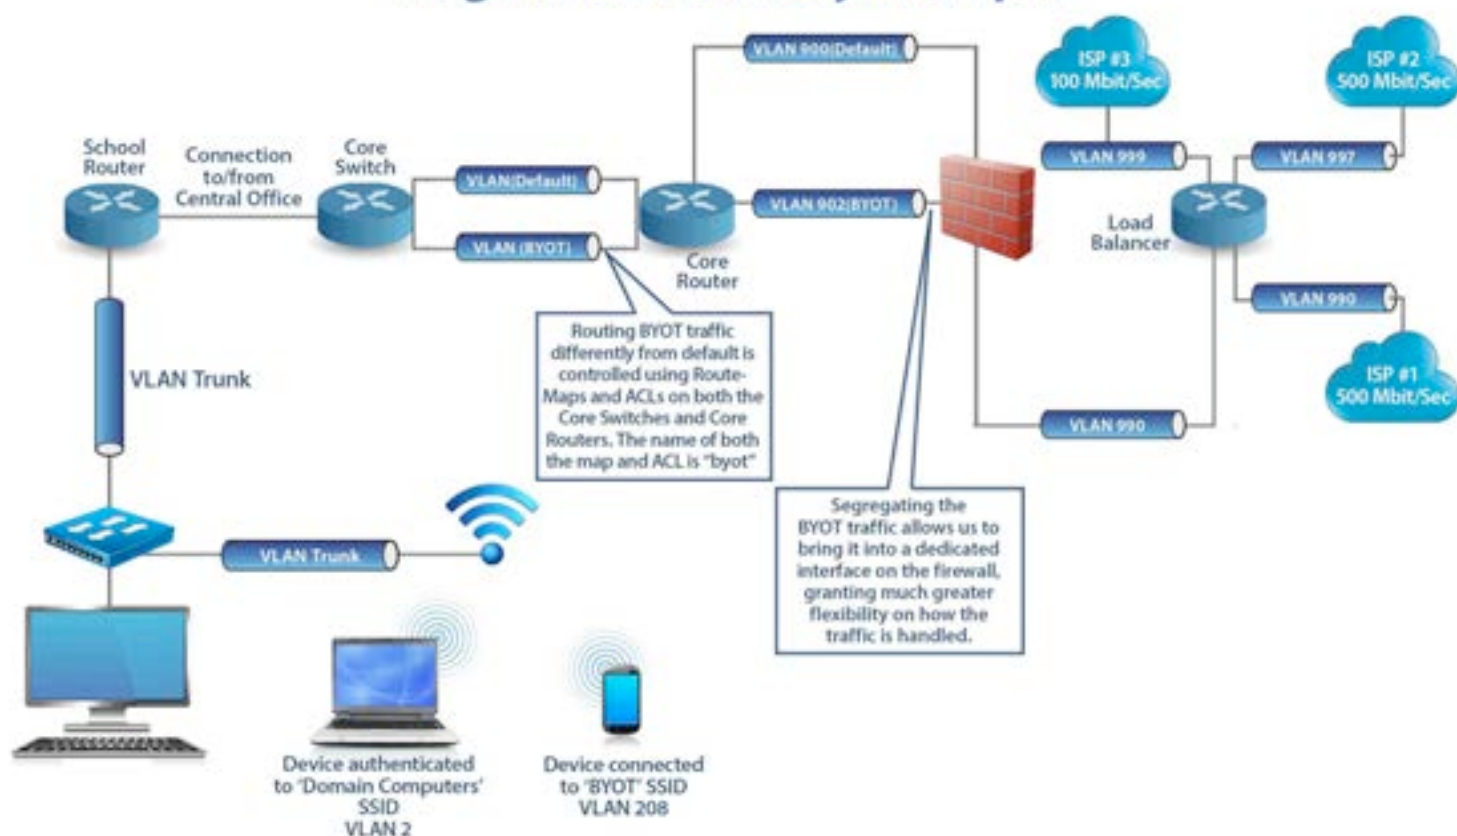 VLAN 900(Default)
ISP #3
100 Mbit/Sec
ISP #2
500 Mbit/Sec
School
Router
Connection
to/from
Central Office
Core
Switch
VLAN(Default)
VLAN (BYOT)
Core
Router
VLAN 902(BYOT)
VLAN 999
VLAN 997
Load
Balancer
VLAN 990
ISP #1
500 Mbit/Sec
VLAN 990
Routing BYOT traffic
differently from default is
controlled using Route-
Maps and ACLs on both the
Core Switches and Core
Routers. The name of both
the map and ACL is "byot"
Segregating the
BYOT traffic allows us to
bring it into a dedicated
interface on the firewall,
granting much greater
flexibility on how the
traffic is handled.
VLAN Trunk
VLAN Trunk
Device authenticated
to 'Domain Computers'
SSID
VLAN 2
Device connected
to 'BYOT' SSID
VLAN 208